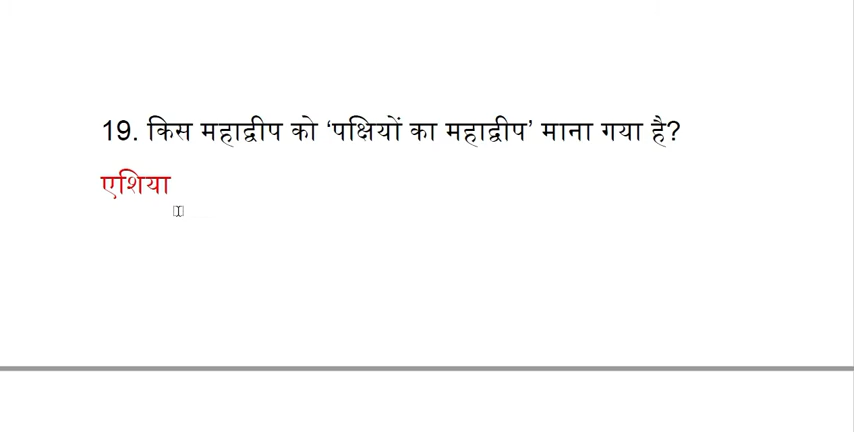 19. किस महाद्वीप को ‘पक्षियों का महाद्वीप’ माना गया है?
एशिया